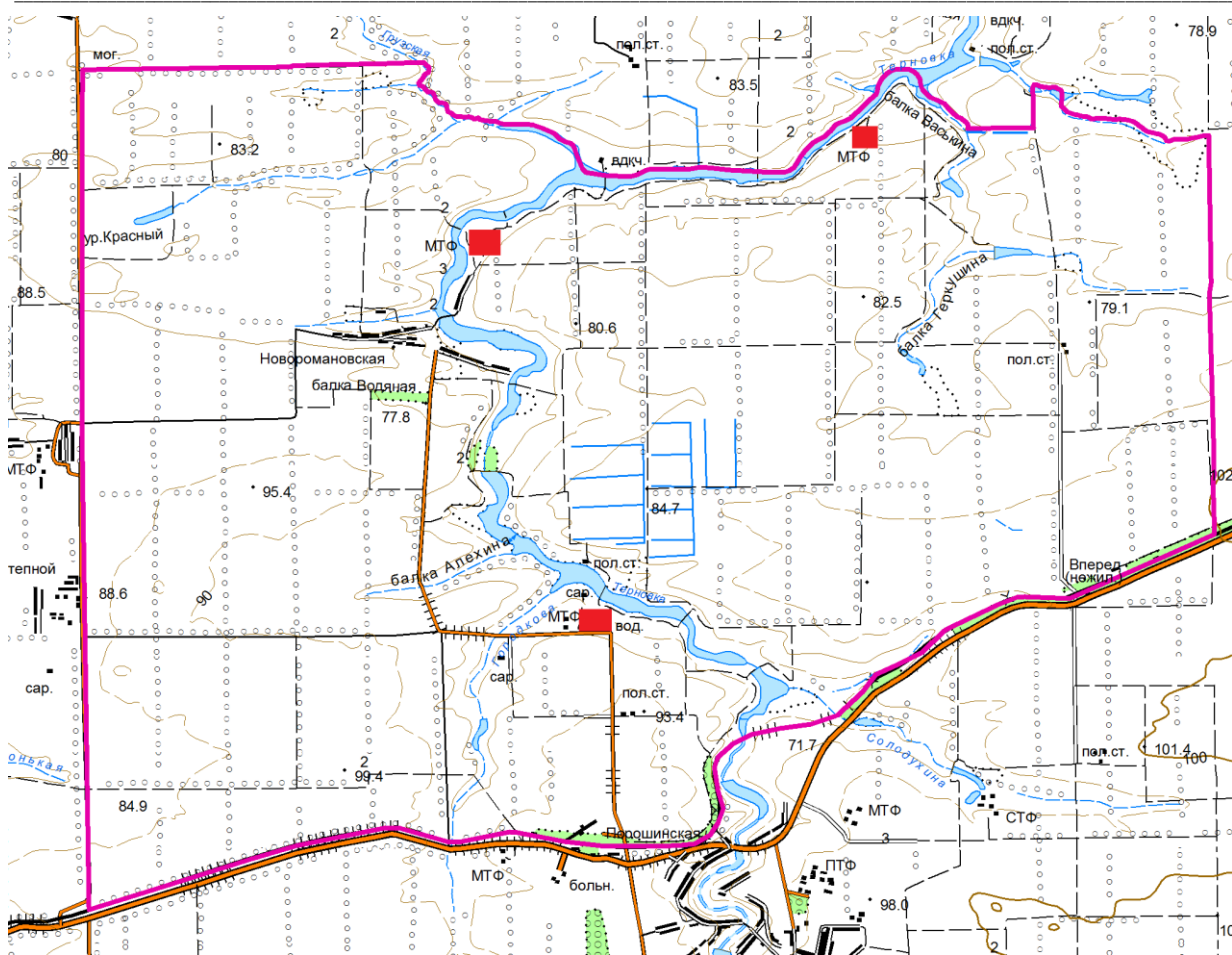 мог.
2
Грузская
пол.ст.
2
83.5
вдкч.
пол.ст.
78.9
Терновка
балка Васькина
80
83.2
2
вдкч.
МТФ
ур.Красный
2
МТФ
3
88.5
2
80.6
82.5
балка Теркушина
79.1
пол.ст.
Новоромановская
балка Водяная
77.8
МТФ
2
95.4
84.7
102
балка Алехина
пол.ст.
Вперед
(нежил.)
тепной
88.6
90
сар.
Терновка
МТФ
вод.
сар.
сар.
пол.ст.
93.4
71.7
Солодухина
пол.ст.
101.4
100
онькая
2
99.4
84.9
МТФ
СТФ
3
МТФ
больн.
ПТФ
98.0
2
10